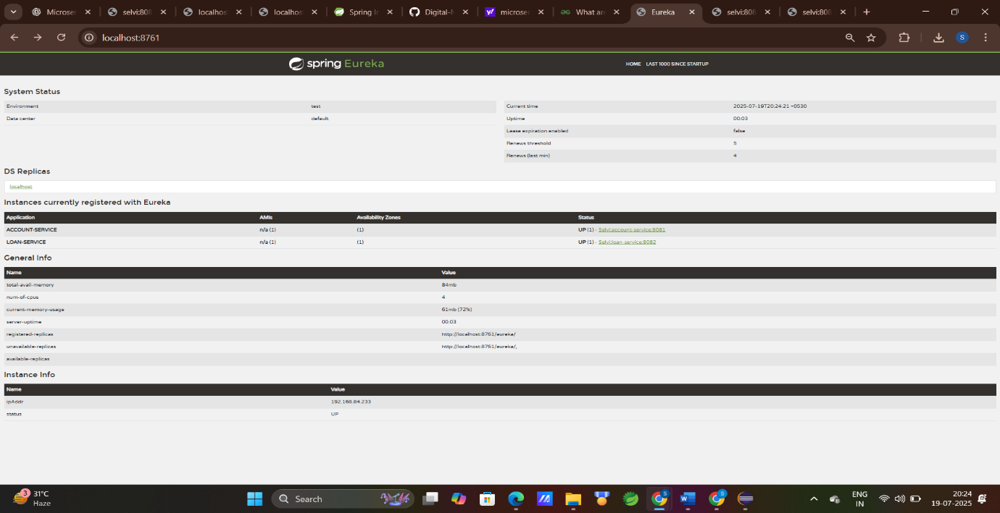 Microser
selvi:808
localhos
localhos
Spring In
Digital-N
microser
What are
Eureka
selvi:808
selvi:808
localhost:8761
S
spring Eureka
HOME LAST 1000 SINCE STARTUP
System Status
Environment test
Data center default
Current time 2025-07-19T20:24:21 +0530
Uptime 00:03
Lease expiration enabled false
Renews threshold 5
Renews (last min) 4
DS Replicas
localhost
Instances currently registered with Eureka
Application AMIs Availability Zones Status
ACCOUNT-SERVICE n/a (1) (1) UP (1) - Selvi:account-service:8081
LOAN-SERVICE n/a (1) (1) UP (1) - Selvi:loan-service:8082
General Info
Name Value
total-avail-memory 84mb
num-of-cpus 4
current-memory-usage 61mb (72%)
server-uptime 00:03
registered-replicas http://localhost:8761/eureka/
unavailable-replicas http://localhost:8761/eureka/,
available-replicas
Instance Info
Name Value
ipAddr 192.168.84.233
status UP
3
31°C
Haze
Search
ENG
IN
20:24
19-07-2025